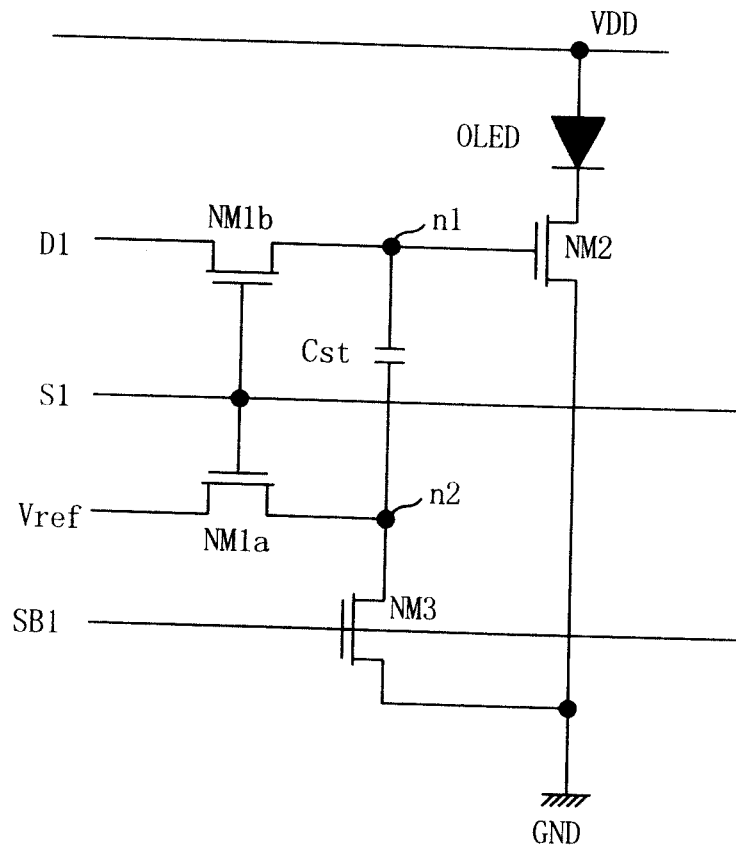 VDD
OLED
NM1b
n1
D1
NM2
Cst
S1
n2
Vref
NM1a
NM3
SB1
GND